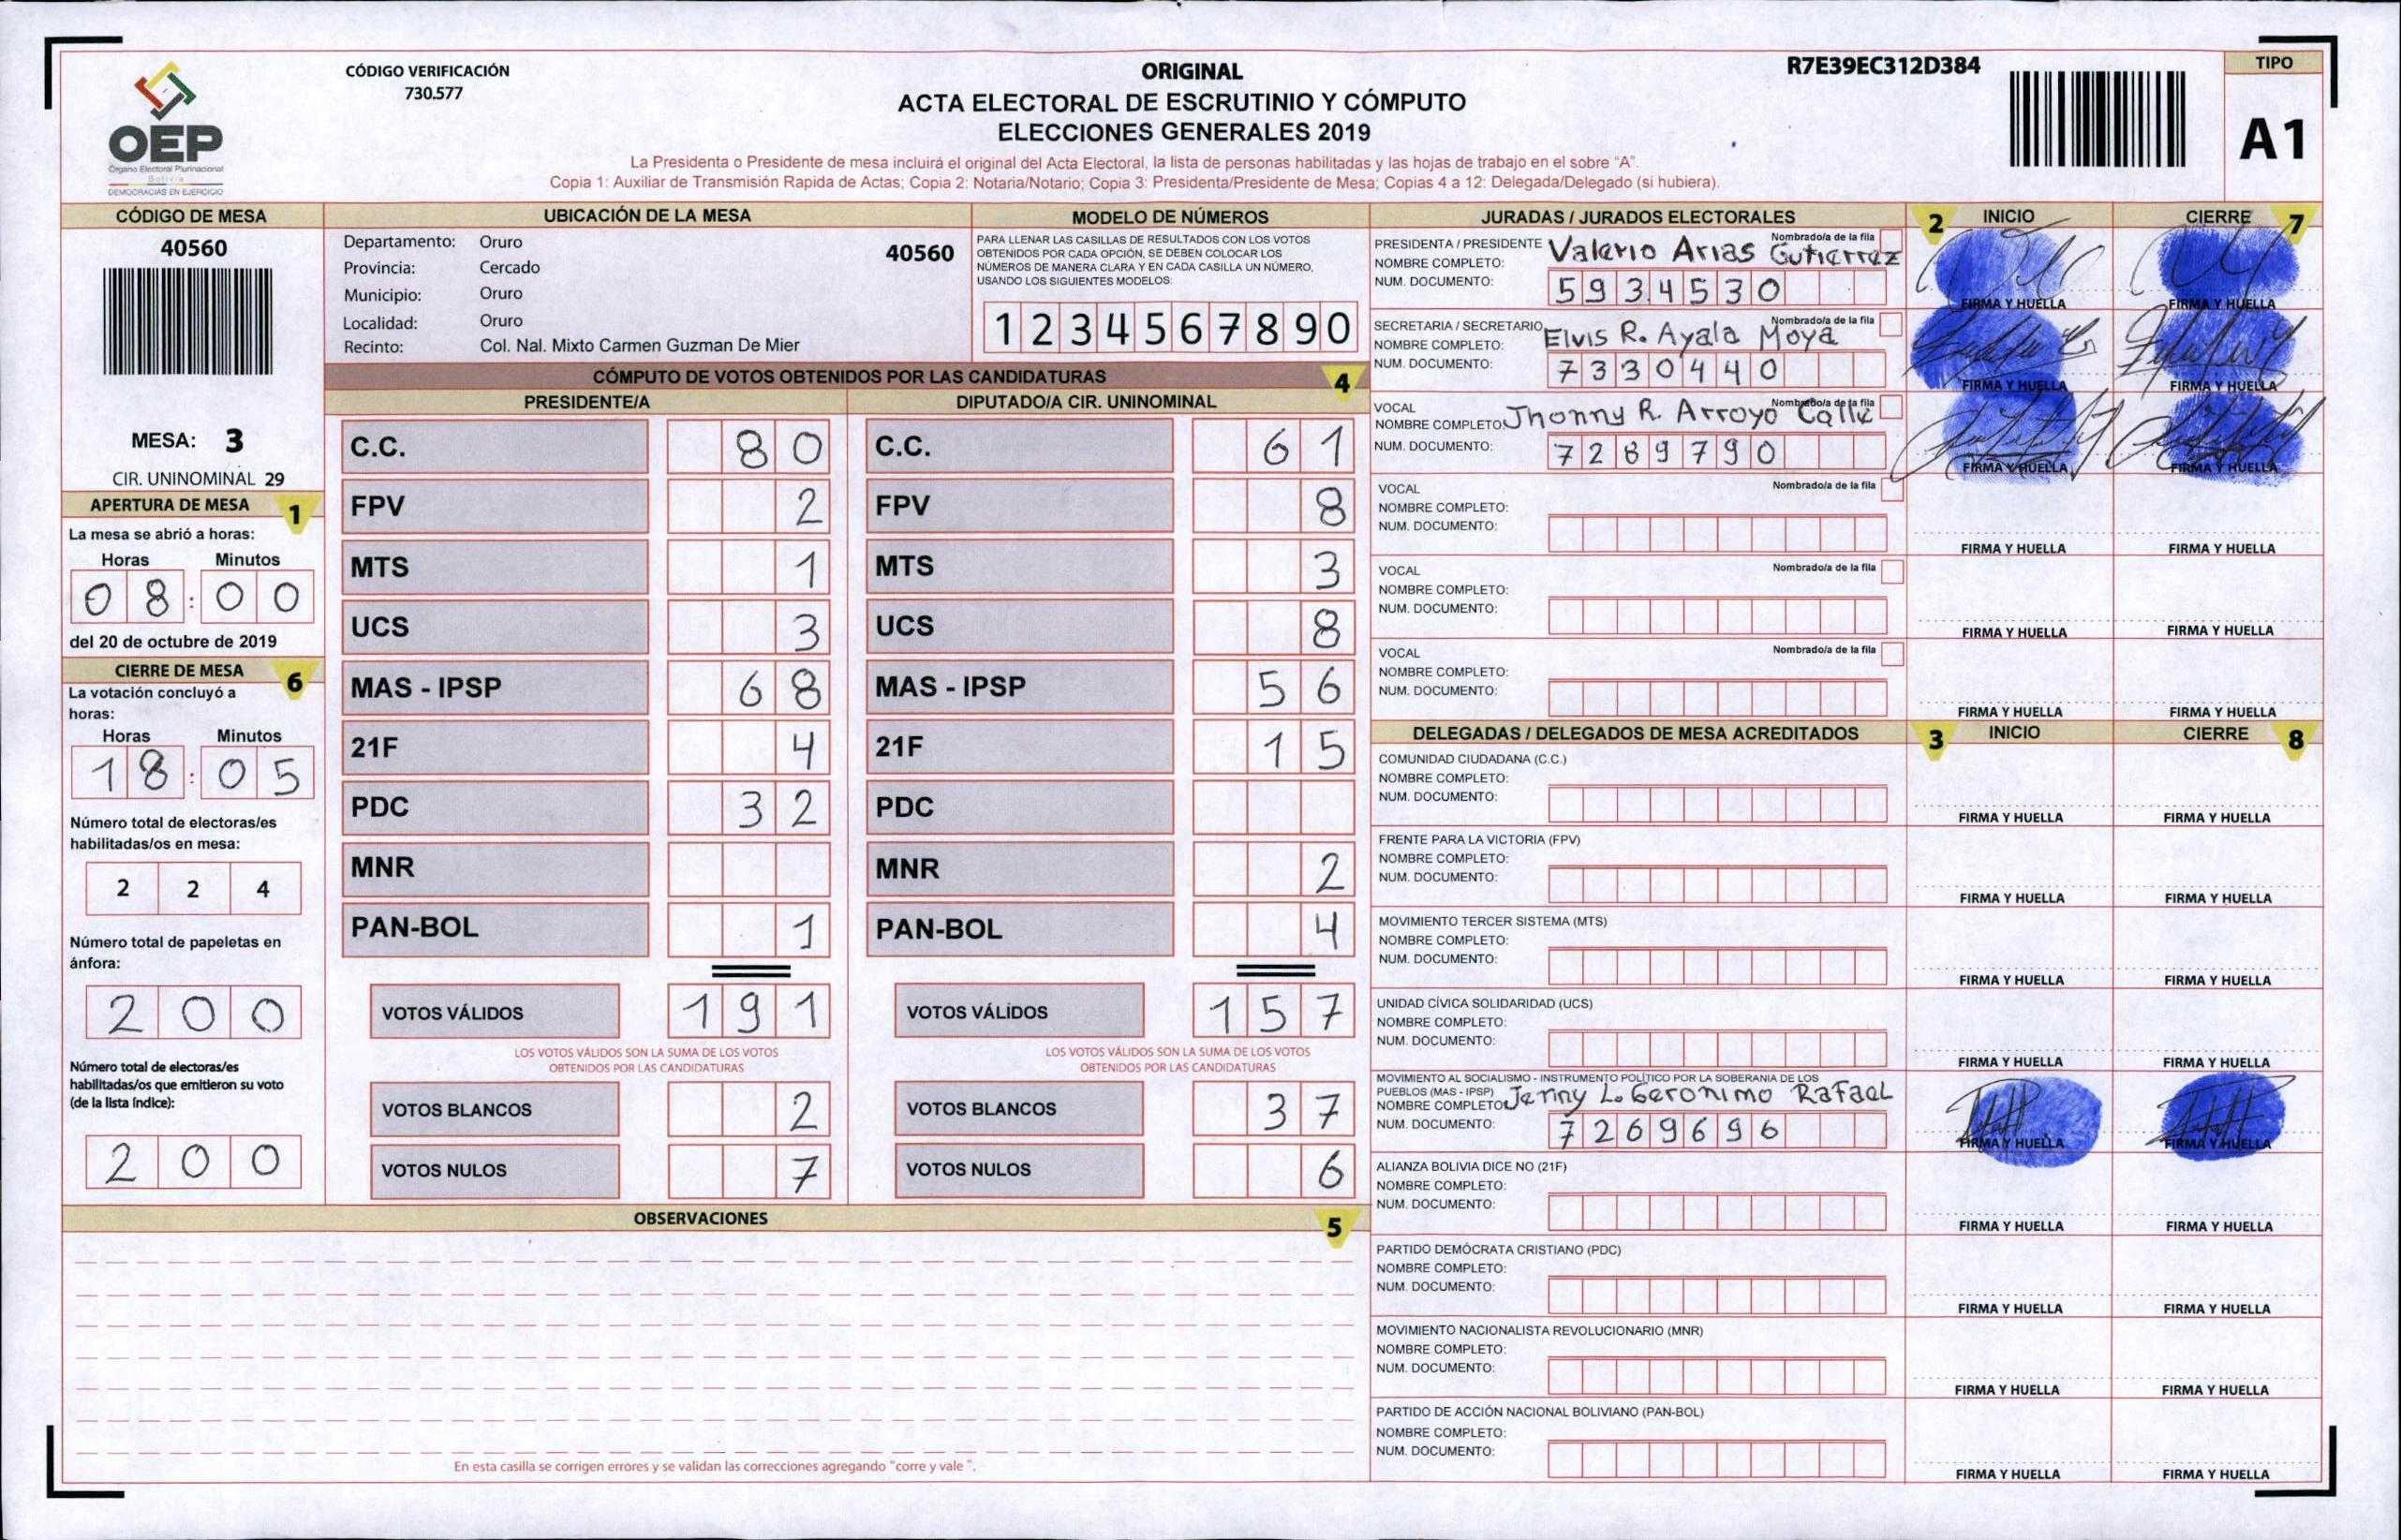 OEP
Órgano Electoral Plurinacional
Bolivia
DEMOCRACIAS EN EJERCICIO
CÓDIGO VERIFICACIÓN
730.577
ORIGINAL
ACTA ELECTORAL DE ESCRUTINIO Y CÓMPUTO
ELECCIONES GENERALES 2019
La Presidenta o Presidente de mesa incluirá el original del Acta Electoral, la lista de personas habilitadas y las hojas de trabajo en el sobre "A".
Copia 1: Auxiliar de Transmisión Rapida de Actas; Copia 2: Notaria/Notario; Copia 3: Presidenta/Presidente de Mesa; Copias 4 a 12: Delegada/Delegado (si hubiera).
R7E39EC312D384
TIPO
A1
CÓDIGO DE MESA
40560
MESA: 3
CIR. UNINOMINAL 29
APERTURA DE MESA 1
La mesa se abrió a horas:
Horas Minutos
08:00
del 20 de octubre de 2019
CIERRE DE MESA 6
La votación concluyó a
horas:
Horas Minutos
18:05
Número total de electoras/es
habilitadas/os en mesa:
2 2 4
Número total de papeletas en
ánfora:
2 0 0
Número total de electoras/es
habilitadas/os que emitieron su voto
(de la lista índice):
2 0 0
UBICACIÓN DE LA MESA
Departamento: Oruro 40560
Provincia: Cercado
Municipio: Oruro
Localidad: Oruro
Recinto: Col. Nal. Mixto Carmen Guzman De Mier
MODELO DE NÚMEROS
PARA LLENAR LAS CASILLAS DE RESULTADOS CON LOS VOTOS
OBTENIDOS POR CADA OPCIÓN, SE DEBEN COLOCAR LOS
NÚMEROS DE MANERA CLARA Y EN CADA CASILLA UN NÚMERO,
USANDO LOS SIGUIENTES MODELOS:
1 2 3 4 5 6 7 8 9 0
CÓMPUTO DE VOTOS OBTENIDOS POR LAS CANDIDATURAS 4
PRESIDENTE/A
C.C. 80
FPV 2
MTS 1
UCS 3
MAS - IPSP 68
21F 4
PDC 32
MNR
PAN-BOL 1
VOTOS VÁLIDOS 191
LOS VOTOS VÁLIDOS SON LA SUMA DE LOS VOTOS
OBTENIDOS POR LAS CANDIDATURAS
VOTOS BLANCOS 2
VOTOS NULOS 7
DIPUTADO/A CIR. UNINOMINAL
C.C. 61
FPV 8
MTS 3
UCS 8
MAS - IPSP 56
21F 15
PDC
MNR 2
PAN-BOL 4
VOTOS VÁLIDOS 157
LOS VOTOS VÁLIDOS SON LA SUMA DE LOS VOTOS
OBTENIDOS POR LAS CANDIDATURAS
VOTOS BLANCOS 37
VOTOS NULOS 6
OBSERVACIONES 5
En esta casilla se corrigen errores y se validan las correcciones agregando "corre y vale ".
JURADAS / JURADOS ELECTORALES 2 INICIO CIERRE 7
PRESIDENTA / PRESIDENTE Nombrado/a de la fila
NOMBRE COMPLETO: Valerio Arias Gutierrez
NUM. DOCUMENTO: 5934530
FIRMA Y HUELLA FIRMA Y HUELLA
SECRETARIA / SECRETARIO Nombrado/a de la fila
NOMBRE COMPLETO: Elvis R. Ayala Moya
NUM. DOCUMENTO: 7330440
FIRMA Y HUELLA FIRMA Y HUELLA
VOCAL Nombrado/a de la fila
NOMBRE COMPLETO: Jhonny R. Arroyo Calle
NUM. DOCUMENTO: 7289790
FIRMA Y HUELLA FIRMA Y HUELLA
VOCAL Nombrado/a de la fila
NOMBRE COMPLETO:
NUM. DOCUMENTO:
FIRMA Y HUELLA FIRMA Y HUELLA
VOCAL Nombrado/a de la fila
NOMBRE COMPLETO:
NUM. DOCUMENTO:
FIRMA Y HUELLA FIRMA Y HUELLA
VOCAL Nombrado/a de la fila
NOMBRE COMPLETO:
NUM. DOCUMENTO:
FIRMA Y HUELLA FIRMA Y HUELLA
DELEGADAS / DELEGADOS DE MESA ACREDITADOS 3 INICIO CIERRE 8
COMUNIDAD CIUDADANA (C.C.)
NOMBRE COMPLETO:
NUM. DOCUMENTO:
FIRMA Y HUELLA FIRMA Y HUELLA
FRENTE PARA LA VICTORIA (FPV)
NOMBRE COMPLETO:
NUM. DOCUMENTO:
FIRMA Y HUELLA FIRMA Y HUELLA
MOVIMIENTO TERCER SISTEMA (MTS)
NOMBRE COMPLETO:
NUM. DOCUMENTO:
FIRMA Y HUELLA FIRMA Y HUELLA
UNIDAD CÍVICA SOLIDARIDAD (UCS)
NOMBRE COMPLETO:
NUM. DOCUMENTO:
FIRMA Y HUELLA FIRMA Y HUELLA
MOVIMIENTO AL SOCIALISMO - INSTRUMENTO POLÍTICO POR LA SOBERANIA DE LOS
PUEBLOS (MAS - IPSP)
NOMBRE COMPLETO: Jenny L. Geronimo Rafael
NUM. DOCUMENTO: 7269696
FIRMA Y HUELLA FIRMA Y HUELLA
ALIANZA BOLIVIA DICE NO (21F)
NOMBRE COMPLETO:
NUM. DOCUMENTO:
FIRMA Y HUELLA FIRMA Y HUELLA
PARTIDO DEMÓCRATA CRISTIANO (PDC)
NOMBRE COMPLETO:
NUM. DOCUMENTO:
FIRMA Y HUELLA FIRMA Y HUELLA
MOVIMIENTO NACIONALISTA REVOLUCIONARIO (MNR)
NOMBRE COMPLETO:
NUM. DOCUMENTO:
FIRMA Y HUELLA FIRMA Y HUELLA
PARTIDO DE ACCIÓN NACIONAL BOLIVIANO (PAN-BOL)
NOMBRE COMPLETO:
NUM. DOCUMENTO:
FIRMA Y HUELLA FIRMA Y HUELLA